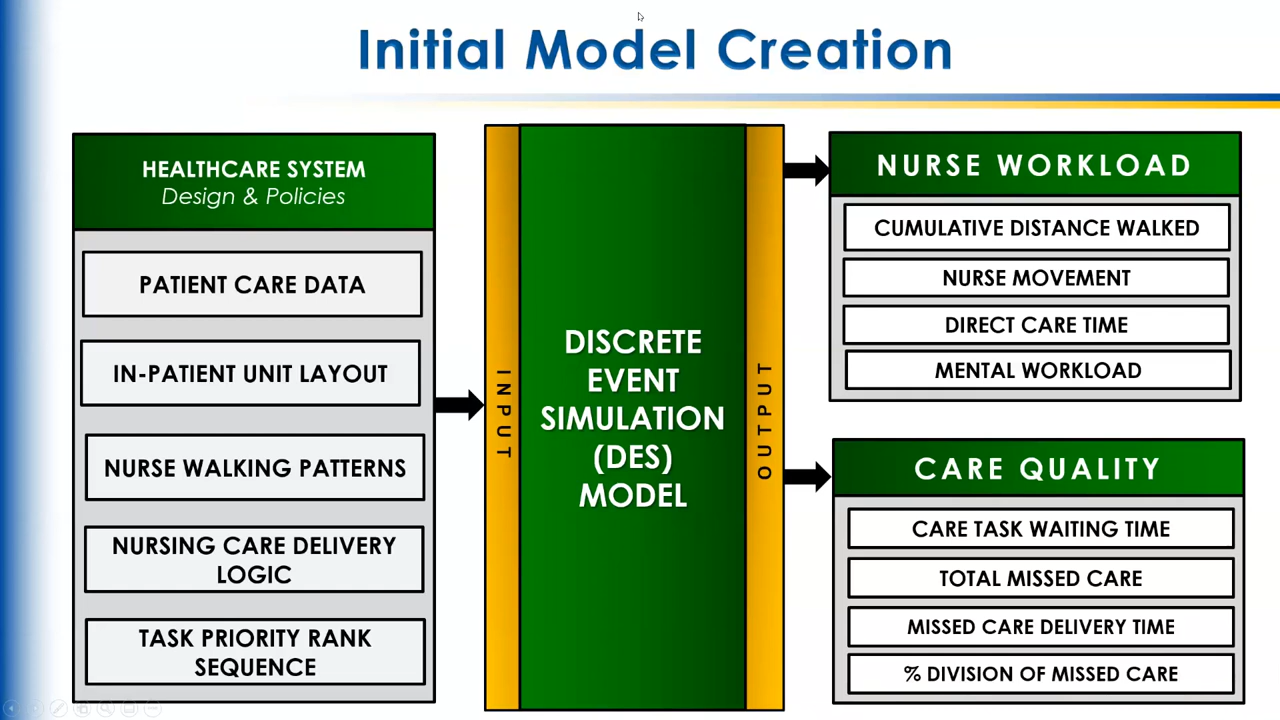 Initial Model Creation
HEALTHCARE SYSTEM
Design & Policies
PATIENT CARE DATA
IN-PATIENT UNIT LAYOUT
NURSE WALKING PATTERNS
NURSING CARE DELIVERY
LOGIC
TASK PRIORITY RANK
SEQUENCE
INPUT
DISCRETE
EVENT
SIMULATION
(DES)
MODEL
OUTPUT
NURSE WORKLOAD
CUMULATIVE DISTANCE WALKED
NURSE MOVEMENT
DIRECT CARE TIME
MENTAL WORKLOAD
CARE QUALITY
CARE TASK WAITING TIME
TOTAL MISSED CARE
MISSED CARE DELIVERY TIME
% DIVISION OF MISSED CARE